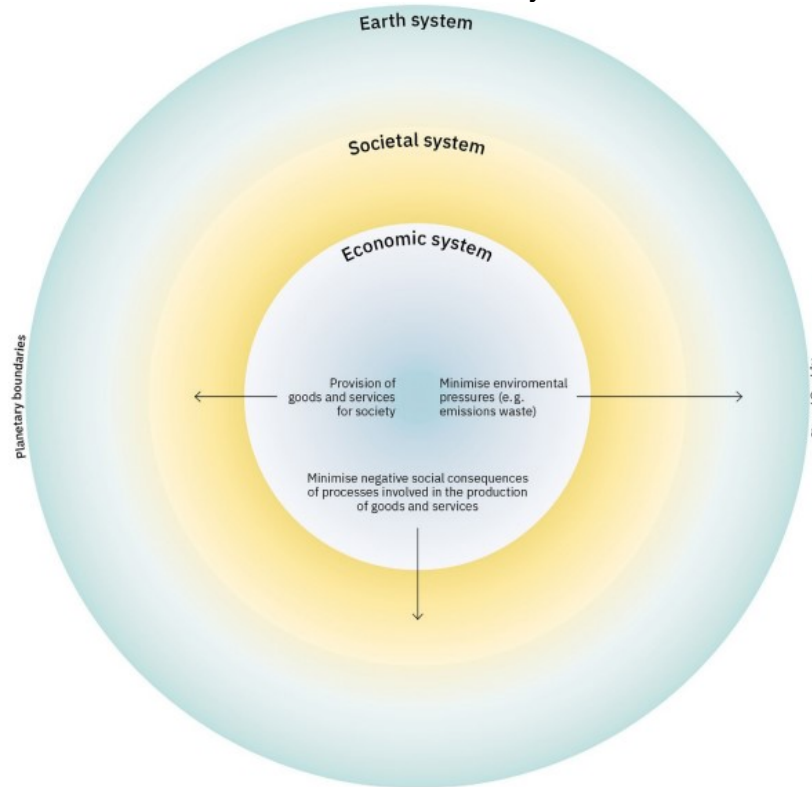 Earth system
Societal system
Economic system
Planetary boundaries
Provision of
goods and services
for society
Minimise enviromental
pressures (e.g.
emissions waste)
Minimise negative social consequences
of processes involved in the production
of goods and services